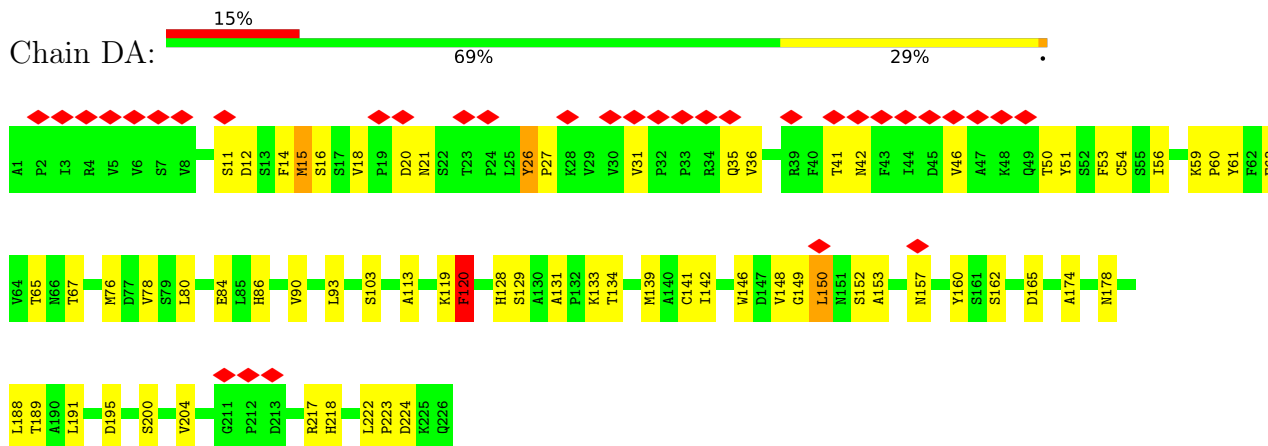 15%
Chain DA:
69% 29% •
A1 P2 I3 R4 V5 V6 S7 V8 S11 D12 S13 F14 M15 S16 S17 V18 P19 D20 N21 S22 T23 P24 L25 Y26 P27 K28 V29 V30 V31 P32 P33 R34 Q35 V36 R39 F40 T41 N42 F43 I44 D45 V46 A47 K48 Q49 T50 Y51 S52 F53 C54 S55 I56 K59 P60 Y61 F62
V64 T65 N66 T67 M76 D77 V78 S79 L80 E84 L85 H86 V90 L93 S103 A113 K119 F120 H128 S129 A130 A131 P132 K133 T134 M139 A140 C141 I142 W146 D147 V148 G149 L150 N151 S152 A153 N157 Y160 S161 S162 D165 A174 N178
L188 T189 A190 L191 D195 S200 V204 G211 P212 D213 R217 H218 L222 P223 D224 K225 Q226